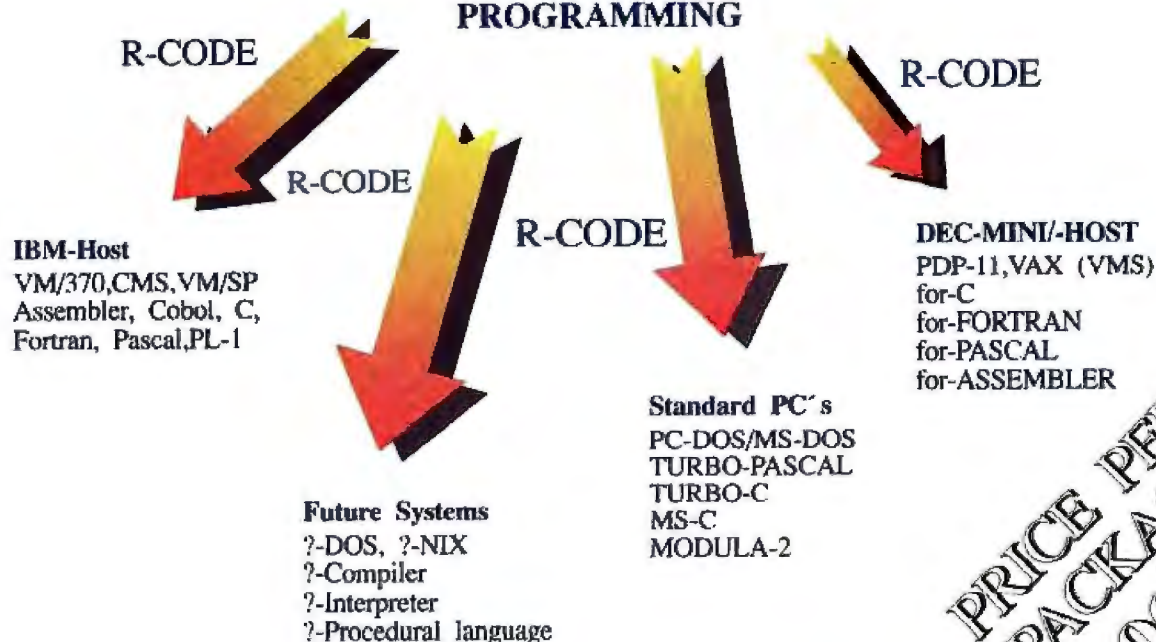 PROGRAMMING
R-CODE
R-CODE
R-CODE
R-CODE
IBM-Host
VM/370,CMS,VM/SP
Assembler, Cobol, C,
Fortran, Pascal,PL-1
Future Systems
?-DOS, ?-NIX
?-Compiler
?-Interpreter
?-Procedural language
Standard PC´s
PC-DOS/MS-DOS
TURBO-PASCAL
TURBO-C
MS-C
MODULA-2
DEC-MINI/-HOST
PDP-11,VAX (VMS)
for-C
for-FORTRAN
for-PASCAL
for-ASSEMBLER
PRICE